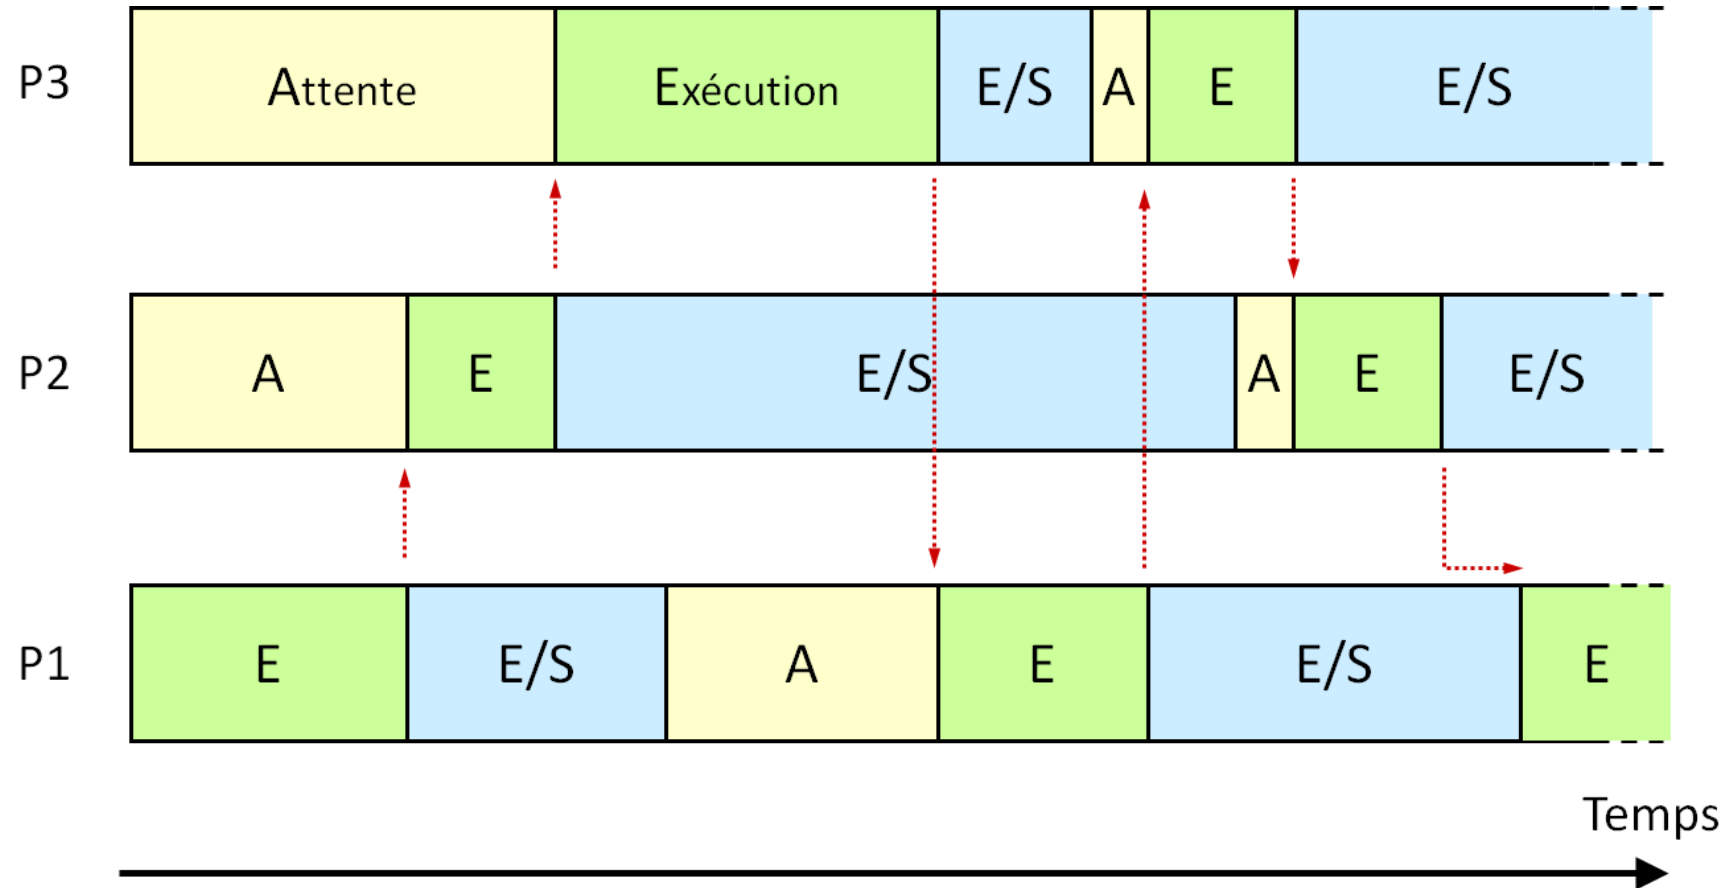 P3 Attente Exécution E/S A E E/S
P2 A E E/S A E E/S
P1 E E/S A E E/S E
Temps